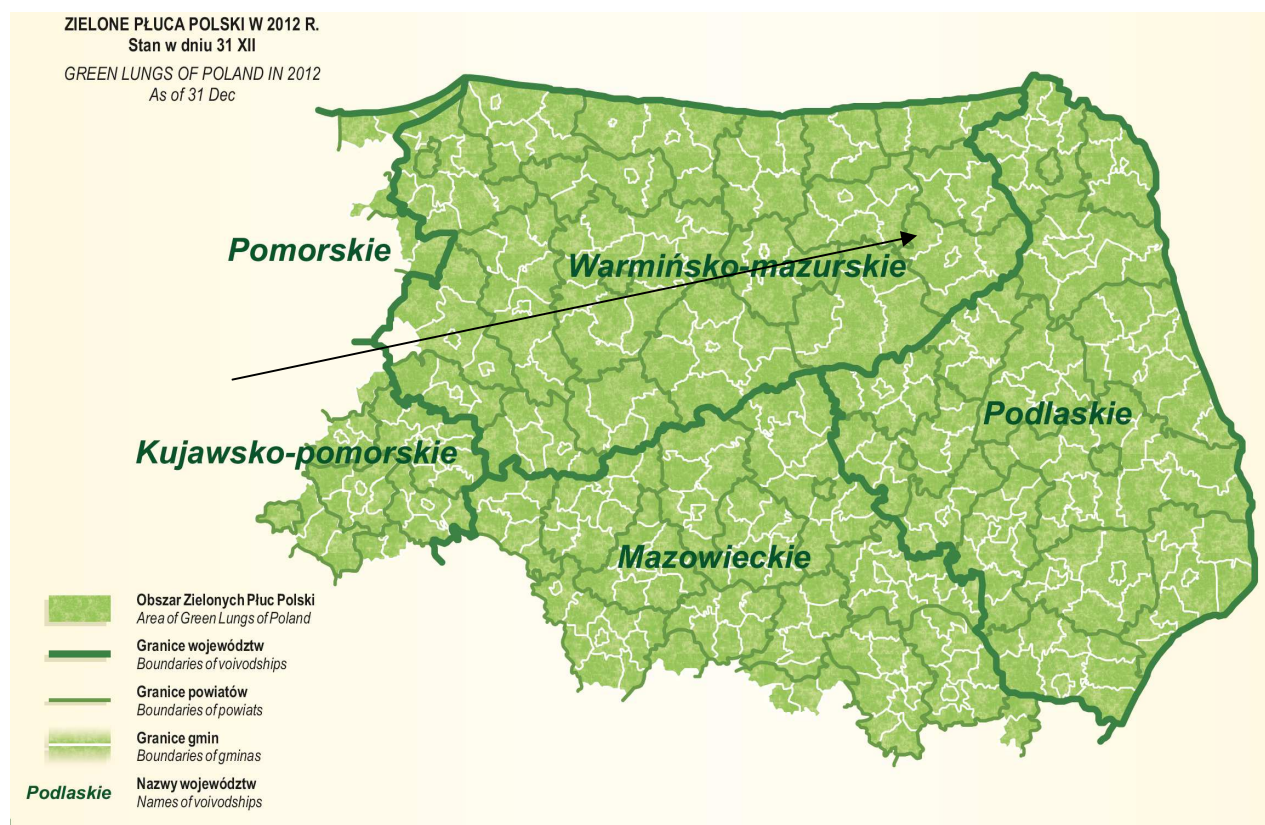 ZIELONE PŁUCA POLSKI W 2012 R.
Stan w dniu 31 XII
GREEN LUNGS OF POLAND IN 2012
As of 31 Dec
Pomorskie
Warmińsko-mazurskie
Podlaskie
Kujawsko-pomorskie
Mazowieckie
Obszar Zielonych Płuc Polski
Area of Green Lungs of Poland
Granice województw
Boundaries of voivodships
Granice powiatów
Boundaries of powiats
Granice gmin
Boundaries of gminas
Podlaskie
Nazwy województw
Names of voivodships